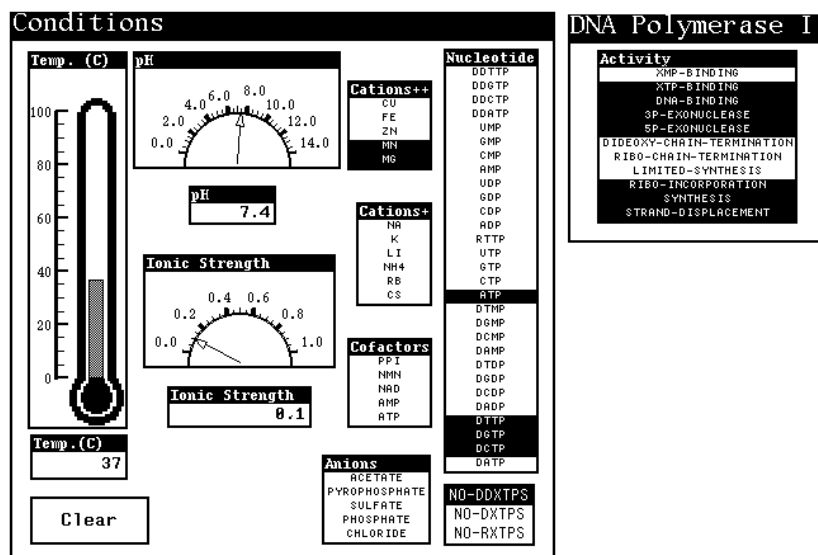 Conditions
Temp. (C)
100
80
60
40
20
0
Temp.(C)
37
Clear
pH
0.0 2.0 4.0 6.0 8.0 10.0 12.0 14.0
pH
7.4
Ionic Strength
0.0 0.2 0.4 0.6 0.8 1.0
Ionic Strength
0.1
Cations++
CU
FE
ZN
MN
MG
Cations+
NA
K
LI
NH4
RB
CS
Cofactors
PPI
NMN
NAD
AMP
ATP
Anions
ACETATE
PYROPHOSPHATE
SULFATE
PHOSPHATE
CHLORIDE
Nucleotide
DDTTP
DDGTP
DDCTP
DDATP
UMP
GMP
CMP
AMP
UDP
GDP
CDP
ADP
RTTP
UTP
GTP
CTP
ATP
DTMP
DGMP
DCMP
DAMP
DTDP
DGDP
DCDP
DADP
DTTP
DGTP
DCTP
DATP
NO-DDXTPS
NO-DXTPS
NO-RXTPS
DNA Polymerase I
Activity
XMP-BINDING
XTP-BINDING
DNA-BINDING
3P-EXONUCLEASE
5P-EXONUCLEASE
DIDEOXY-CHAIN-TERMINATION
RIBO-CHAIN-TERMINATION
LIMITED-SYNTHESIS
RIBO-INCORPORATION
SYNTHESIS
STRAND-DISPLACEMENT